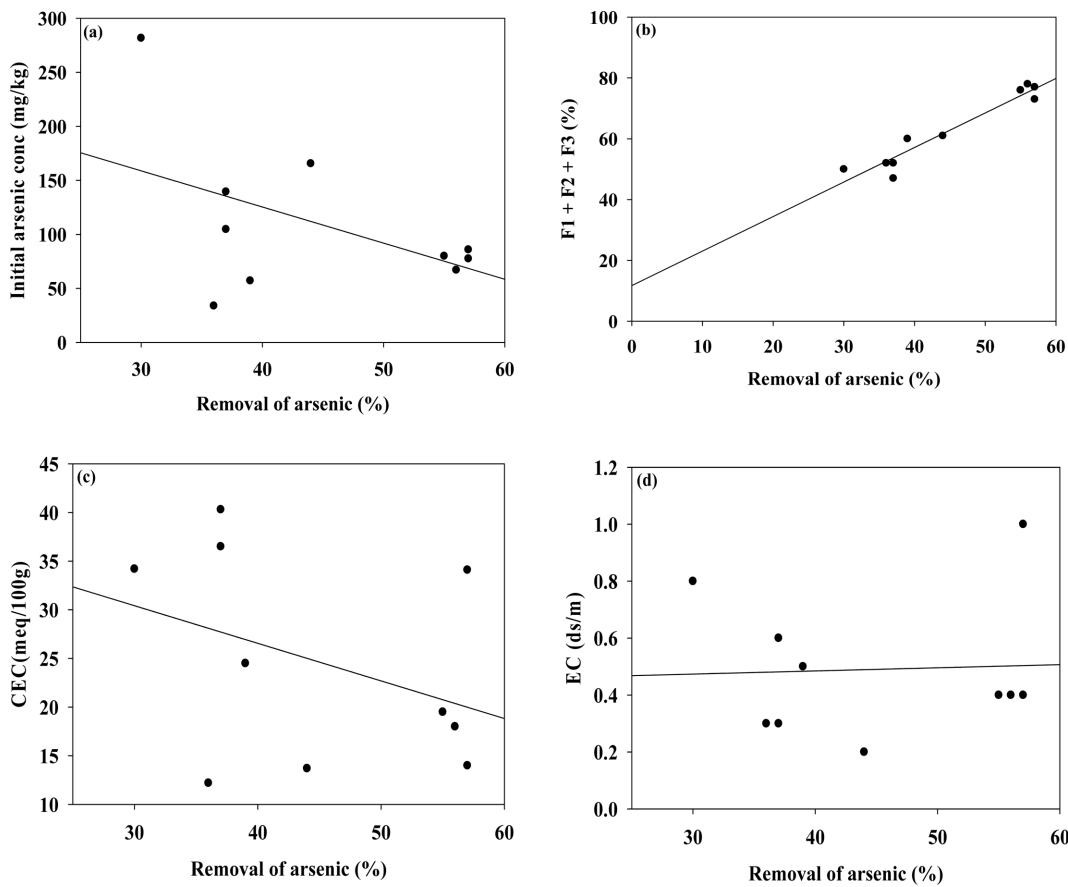 (a)
Initial arsenic conc (mg/kg)
300
250
200
150
100
50
0
30 40 50 60
Removal of arsenic (%)
(b)
F1 + F2 + F3 (%)
100
80
60
40
20
0
0 10 20 30 40 50 60
Removal of arsenic (%)
(c)
CEC(meq/100g)
45
40
35
30
25
20
15
10
30 40 50 60
Removal of arsenic (%)
(d)
EC (ds/m)
1.2
1.0
0.8
0.6
0.4
0.2
0.0
30 40 50 60
Removal of arsenic (%)